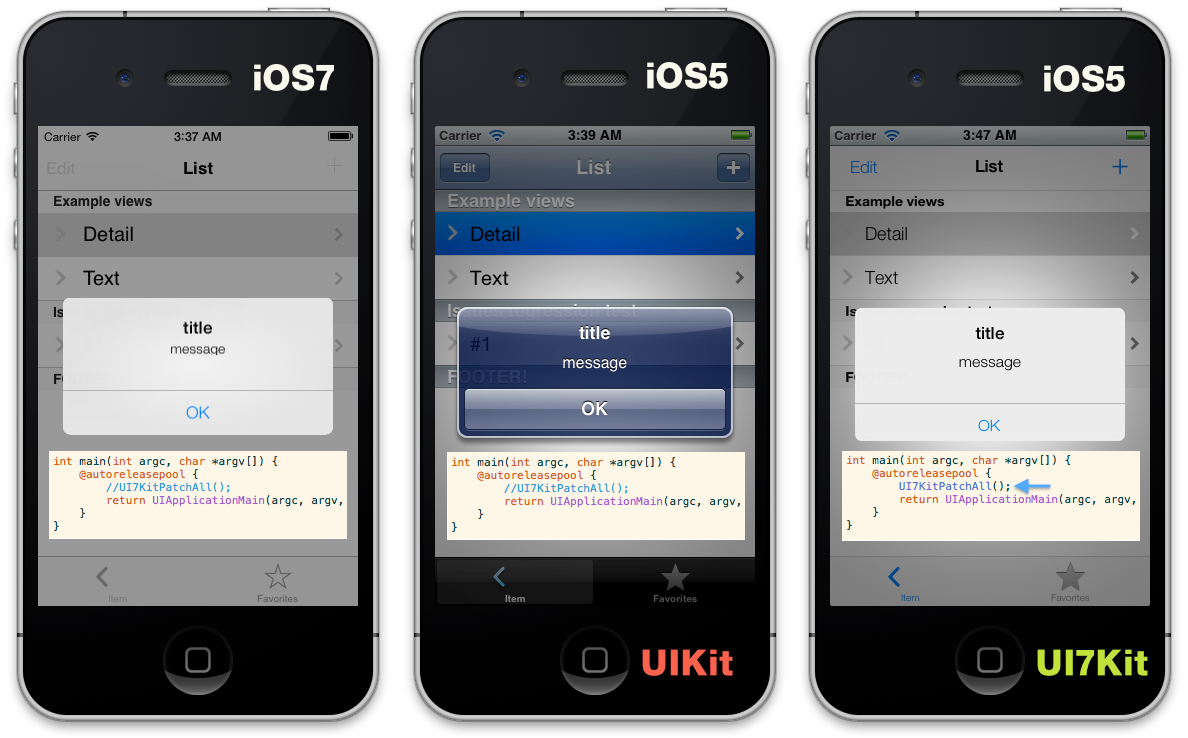 iOS7
Carrier 3:37 AM
Edit List +
Example views
Detail
Text
Is
title
message
F
OK
int main(int argc, char *argv[]) {
@autoreleasepool {
//UI7KitPatchAll();
return UIApplicationMain(argc, argv,
}
}
Item Favorites
iOS5
Carrier 3:39 AM
Edit List +
Example views
Detail
Text
Issues regression test
title
#1
message
FOOTER!
OK
int main(int argc, char *argv[]) {
@autoreleasepool {
//UI7KitPatchAll();
return UIApplicationMain(argc, argv,
}
}
Item Favorites
UIKit
iOS5
Carrier 3:47 AM
Edit List +
Example views
Detail
Text
title
message
OK
int main(int argc, char *argv[]) {
@autoreleasepool {
UI7KitPatchAll();
return UIApplicationMain(argc, argv,
}
}
Item Favorites
UI7Kit